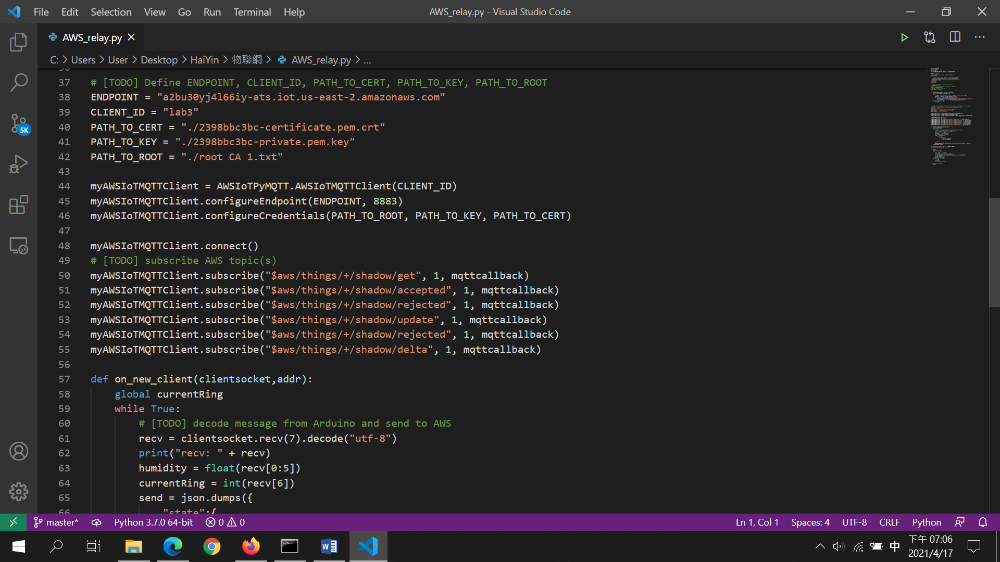 File Edit Selection View Go Run Terminal Help
AWS_relay.py - Visual Studio Code
AWS_relay.py
C: > Users > User > Desktop > HaiYin > 物聯網 > AWS_relay.py > ...
36
37 # [TODO] Define ENDPOINT, CLIENT_ID, PATH_TO_CERT, PATH_TO_KEY, PATH_TO_ROOT
38 ENDPOINT = "a2bu30yj4l66iy-ats.iot.us-east-2.amazonaws.com"
39 CLIENT_ID = "lab3"
40 PATH_TO_CERT = "./2398bbc3bc-certificate.pem.crt"
41 PATH_TO_KEY = "./2398bbc3bc-private.pem.key"
42 PATH_TO_ROOT = "./root CA 1.txt"
43
44 myAWSIoTMQTTClient = AWSIoTPyMQTT.AWSIoTMQTTClient(CLIENT_ID)
45 myAWSIoTMQTTClient.configureEndpoint(ENDPOINT, 8883)
46 myAWSIoTMQTTClient.configureCredentials(PATH_TO_ROOT, PATH_TO_KEY, PATH_TO_CERT)
47
48 myAWSIoTMQTTClient.connect()
49 # [TODO] subscribe AWS topic(s)
50 myAWSIoTMQTTClient.subscribe("$aws/things/+/shadow/get", 1, mqttcallback)
51 myAWSIoTMQTTClient.subscribe("$aws/things/+/shadow/accepted", 1, mqttcallback)
52 myAWSIoTMQTTClient.subscribe("$aws/things/+/shadow/rejected", 1, mqttcallback)
53 myAWSIoTMQTTClient.subscribe("$aws/things/+/shadow/update", 1, mqttcallback)
54 myAWSIoTMQTTClient.subscribe("$aws/things/+/shadow/rejected", 1, mqttcallback)
55 myAWSIoTMQTTClient.subscribe("$aws/things/+/shadow/delta", 1, mqttcallback)
56
57 def on_new_client(clientsocket,addr):
58 global currentRing
59 while True:
60 # [TODO] decode message from Arduino and send to AWS
61 recv = clientsocket.recv(7).decode("utf-8")
62 print("recv: " + recv)
63 humidity = float(recv[0:5])
64 currentRing = int(recv[6])
65 send = json.dumps({
66 "state":{
5K
master* Python 3.7.0 64-bit 0 0
Ln 1, Col 1 Spaces: 4 UTF-8 CRLF Python
中
下午 07:06
2021/4/17